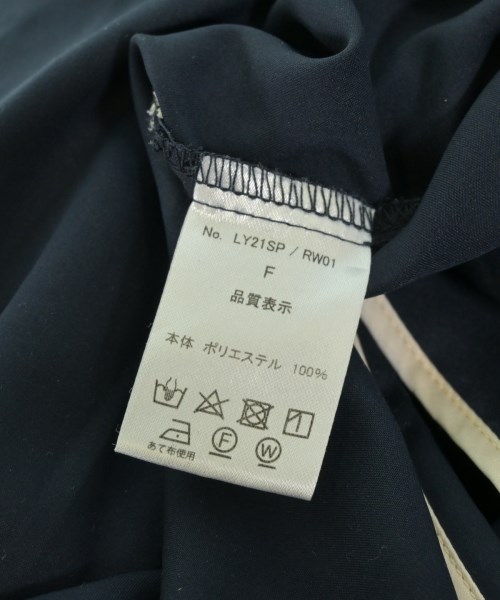 No. LY21SP / RW01
F
品質表示
本体 ポリエステル 100%
あて布使用
F W